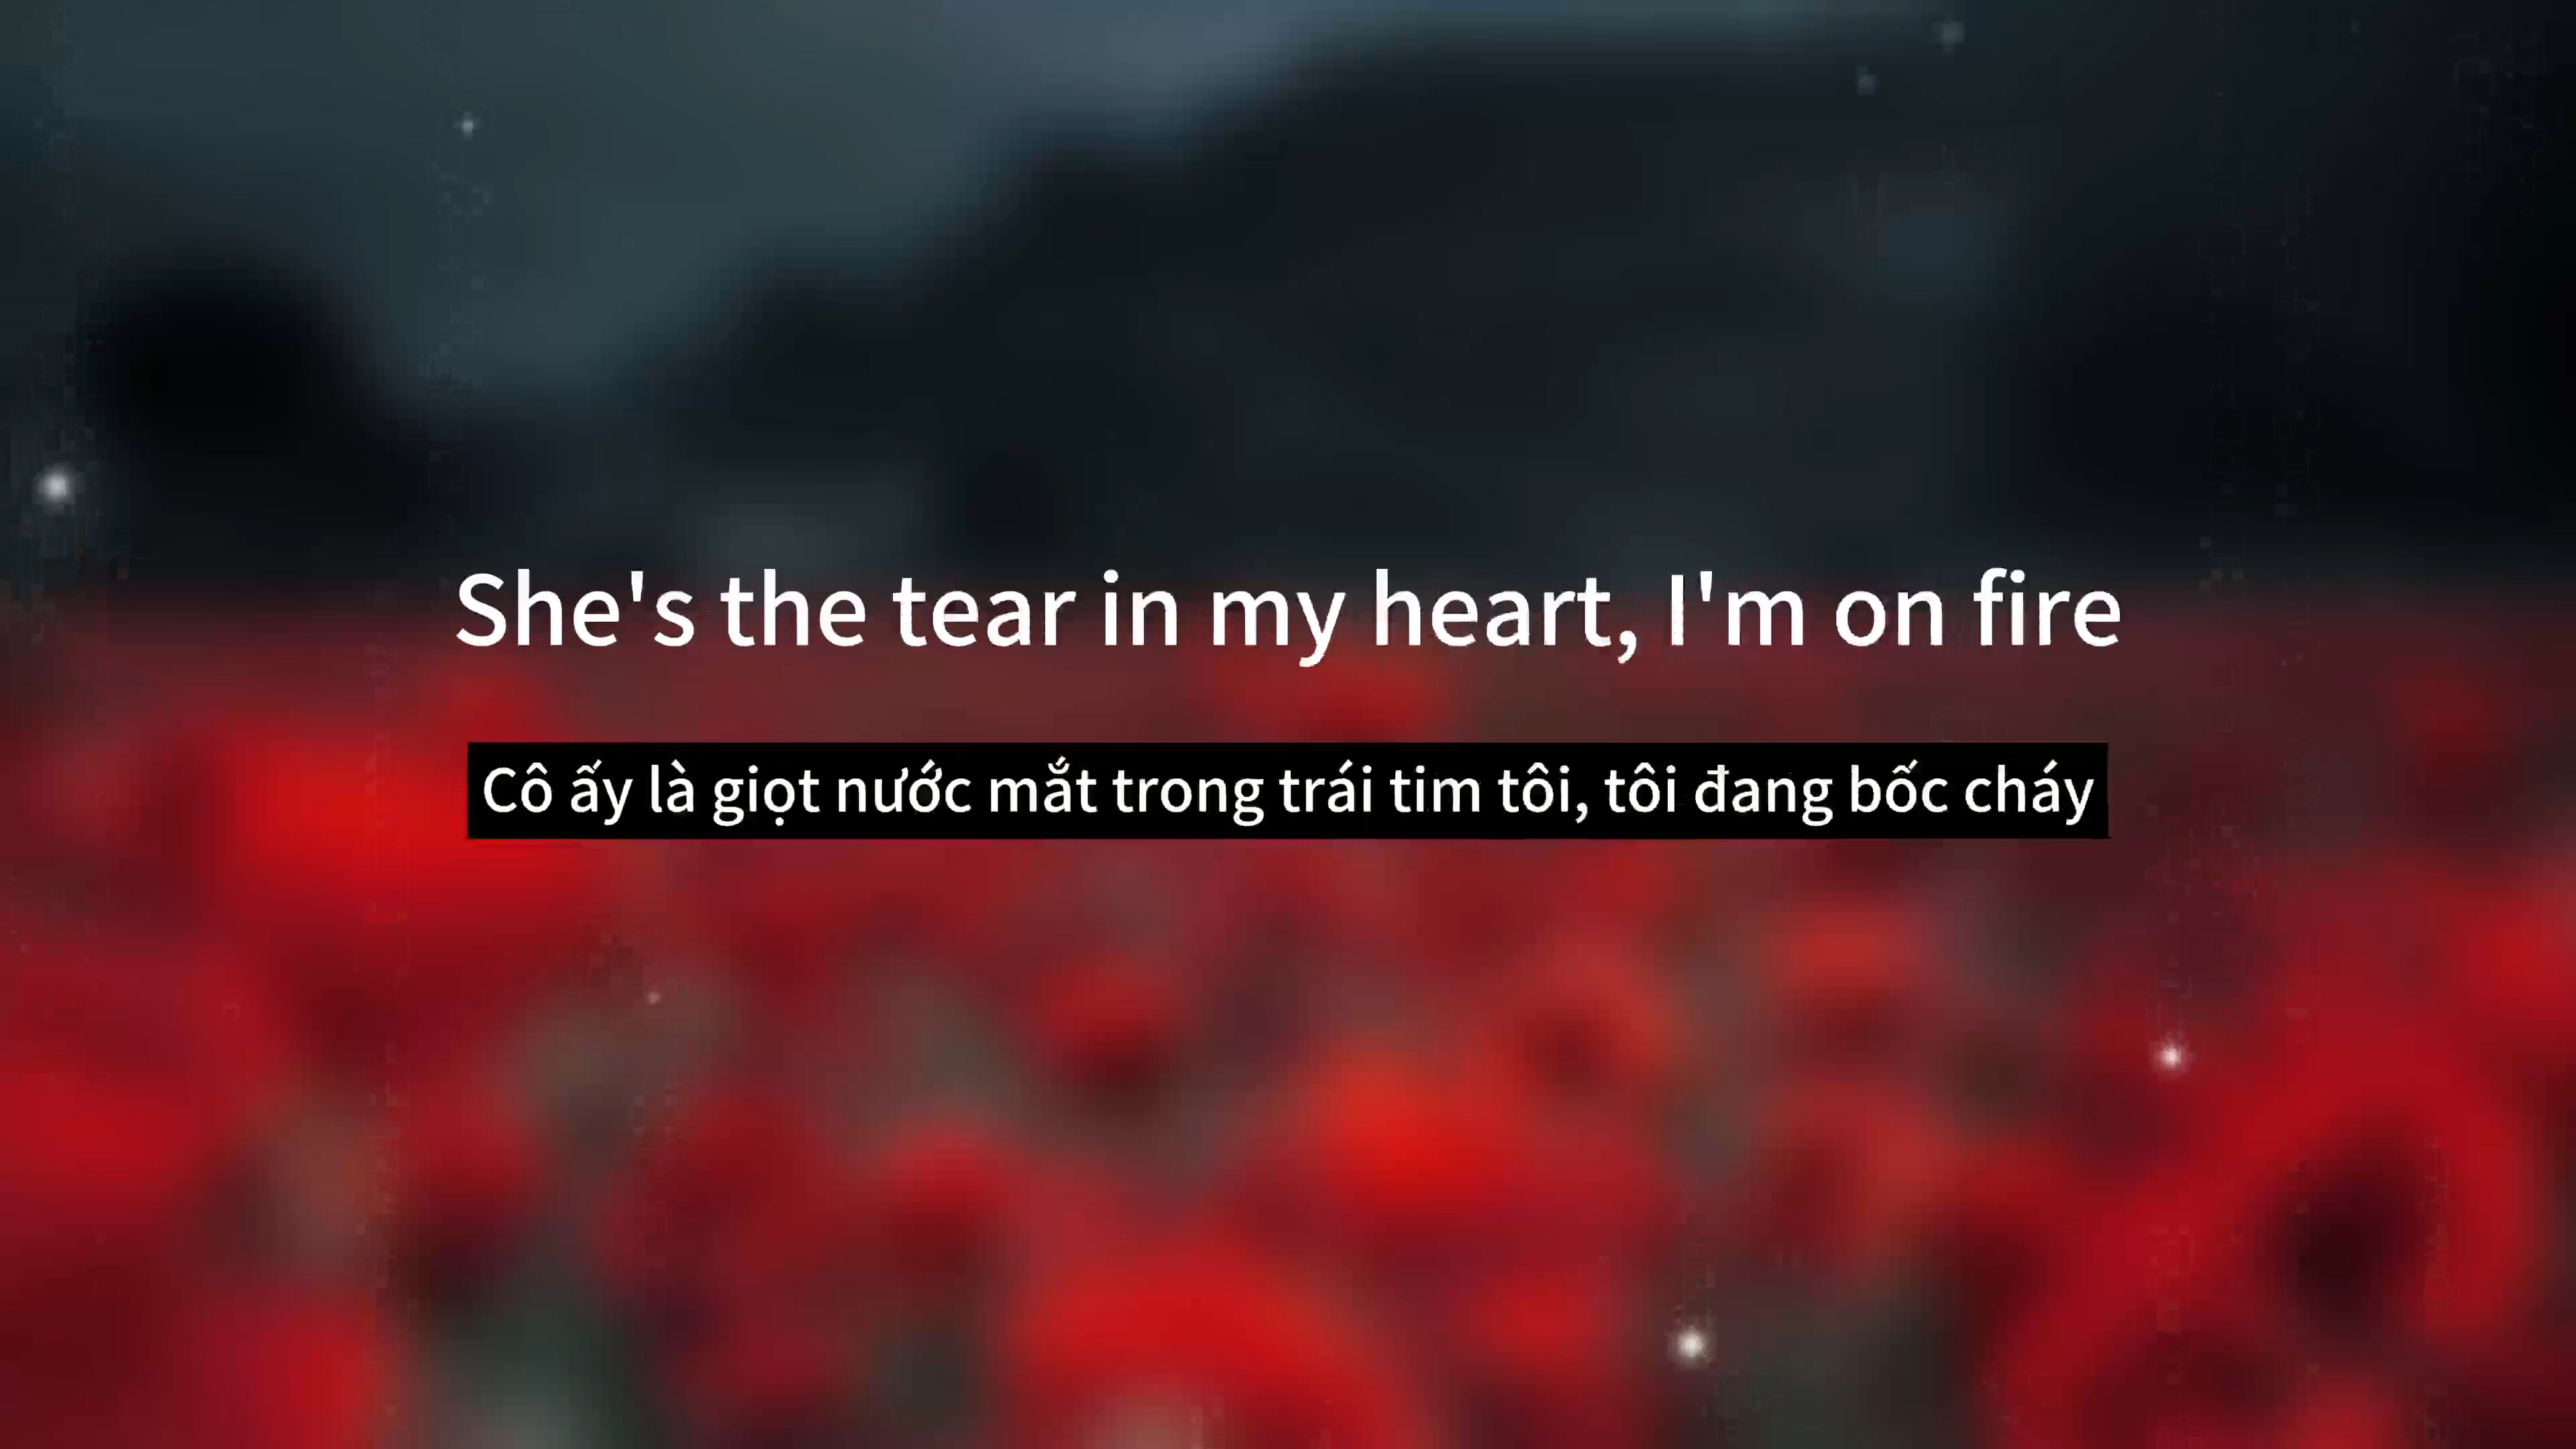 She's the tear in my heart, I'm on fire
Cô ấy là giọt nước mắt trong trái tim tôi, tôi đang bốc cháy